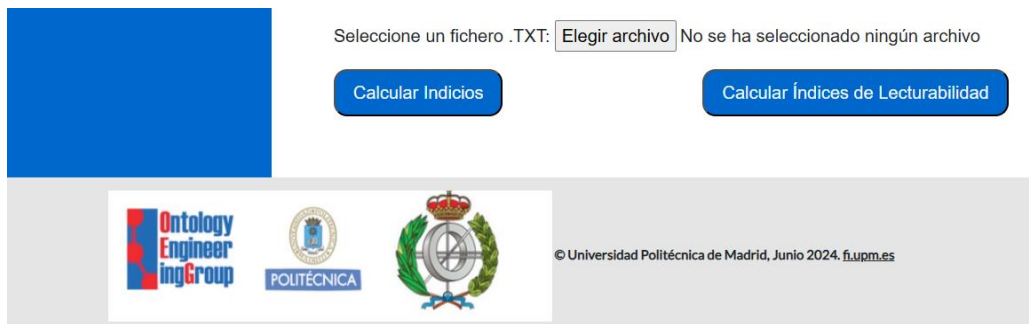 Seleccione un fichero .TXT: Elegir archivo No se ha seleccionado ningún archivo
Calcular Indicios
Calcular Índices de Lecturabilidad
Ontology
Engineer
ingGroup
POLITÉCNICA
© Universidad Politécnica de Madrid, Junio 2024. fi.upm.es